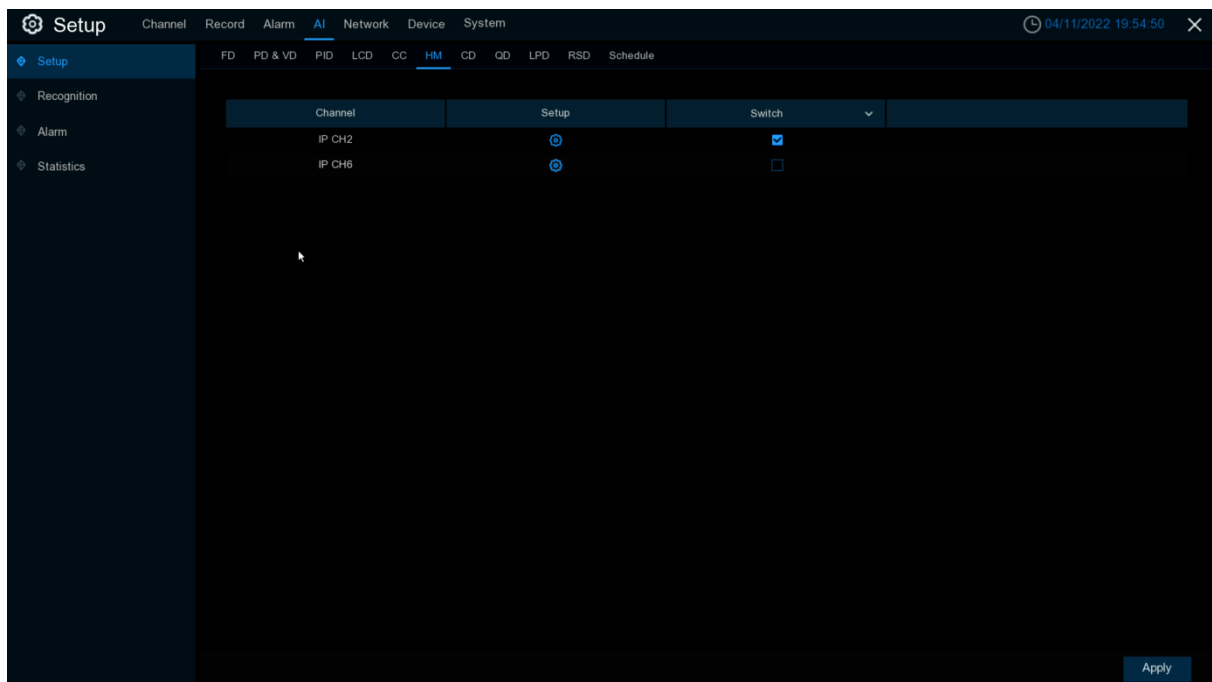 Setup Channel Record Alarm AI Network Device System 04/11/2022 19:54:50
Setup
Recognition
Alarm
Statistics
FD PD & VD PID LCD CC HM CD QD LPD RSD Schedule
Channel Setup Switch
IP CH2
IP CH6
Apply